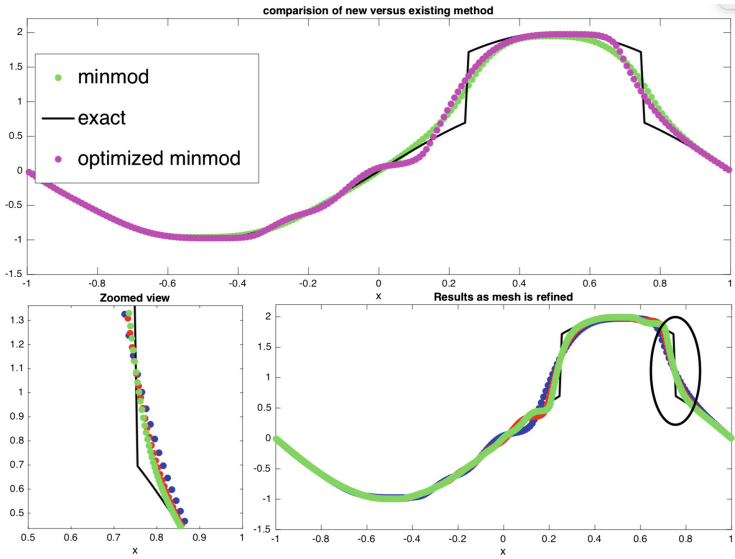 comparision of new versus existing method
2
1.5
1
0.5
0
-0.5
-1
-1.5
minmod
exact
optimized minmod
-1 -0.8 -0.6 -0.4 -0.2 0 0.2 0.4 0.6 0.8 1
x
Zoomed view
1.3
1.2
1.1
1
0.9
0.8
0.7
0.6
0.5
0.5 0.6 0.7 0.8 0.9 1
x
Results as mesh is refined
2
1.5
1
0.5
0
-0.5
-1
-1.5
-1 -0.8 -0.6 -0.4 -0.2 0 0.2 0.4 0.6 0.8 1
x